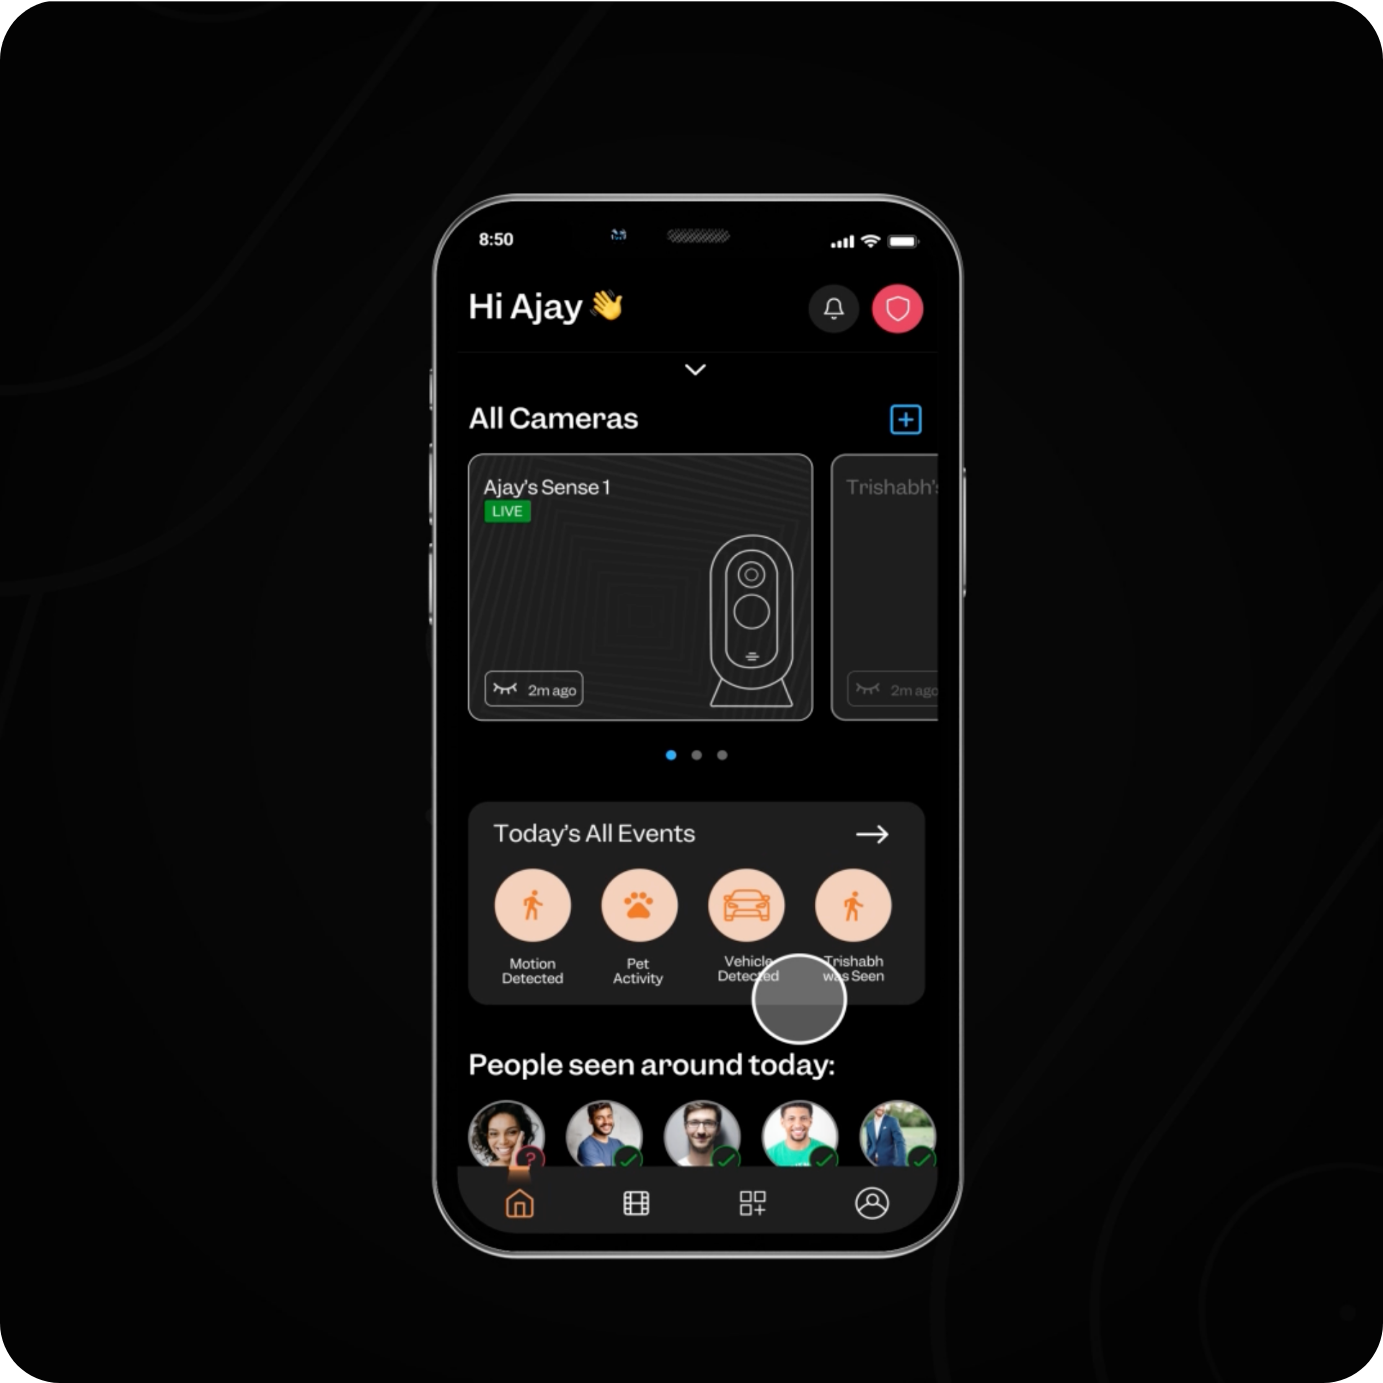 8:50
Hi Ajay 👋
All Cameras
Ajay's Sense 1
LIVE
2m ago
Trishabh's
2m ago
Today's All Events
Motion
Detected
Pet
Activity
Vehicle
Detected
Trishabh
was Seen
People seen around today: